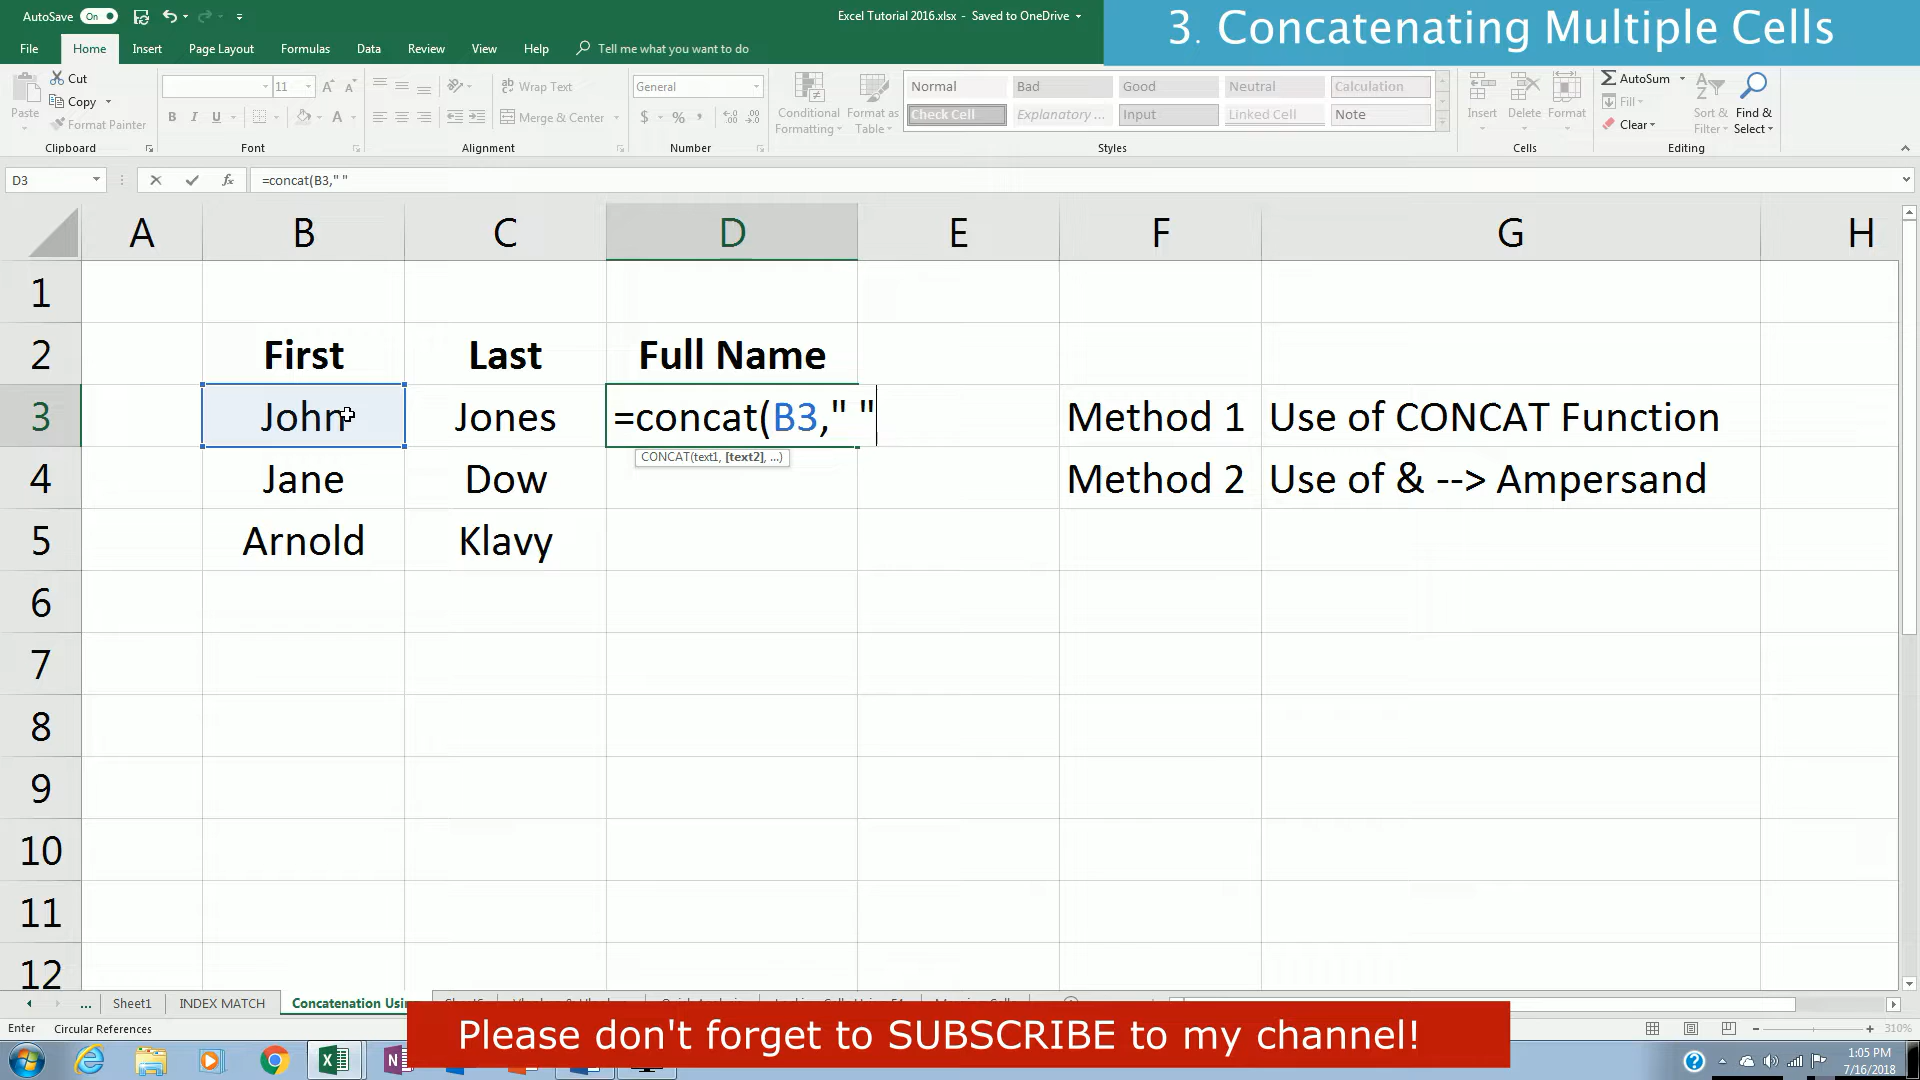 AutoSave On
Excel Tutorial 2016.xlsx - Saved to OneDrive
3. Concatenating Multiple Cells
File Home Insert Page Layout Formulas Data Review View Help Tell me what you want to do
Paste
Cut
Copy
Format Painter
Clipboard
11
B I U
Font
Wrap Text
Merge & Center
Alignment
General
$ % ,
Number
Conditional Formatting
Format as Table
Normal Bad Good Neutral Calculation
Check Cell Explanatory ... Input Linked Cell Note
Styles
Insert Delete Format
Cells
AutoSum
Fill
Clear
Sort & Filter
Find & Select
Editing
D3
fx
=concat(B3," "
A B C D E F G H
1
2 First Last Full Name
3 John Jones =concat(B3," " Method 1 Use of CONCAT Function
CONCAT(text1, [text2], ...)
4 Jane Dow Method 2 Use of & --> Ampersand
5 Arnold Klavy
6
7
8
9
10
11
12
... Sheet1 INDEX MATCH Concatenation Usin
Enter Circular References
310%
Please don't forget to SUBSCRIBE to my channel!
1:05 PM
7/16/2018